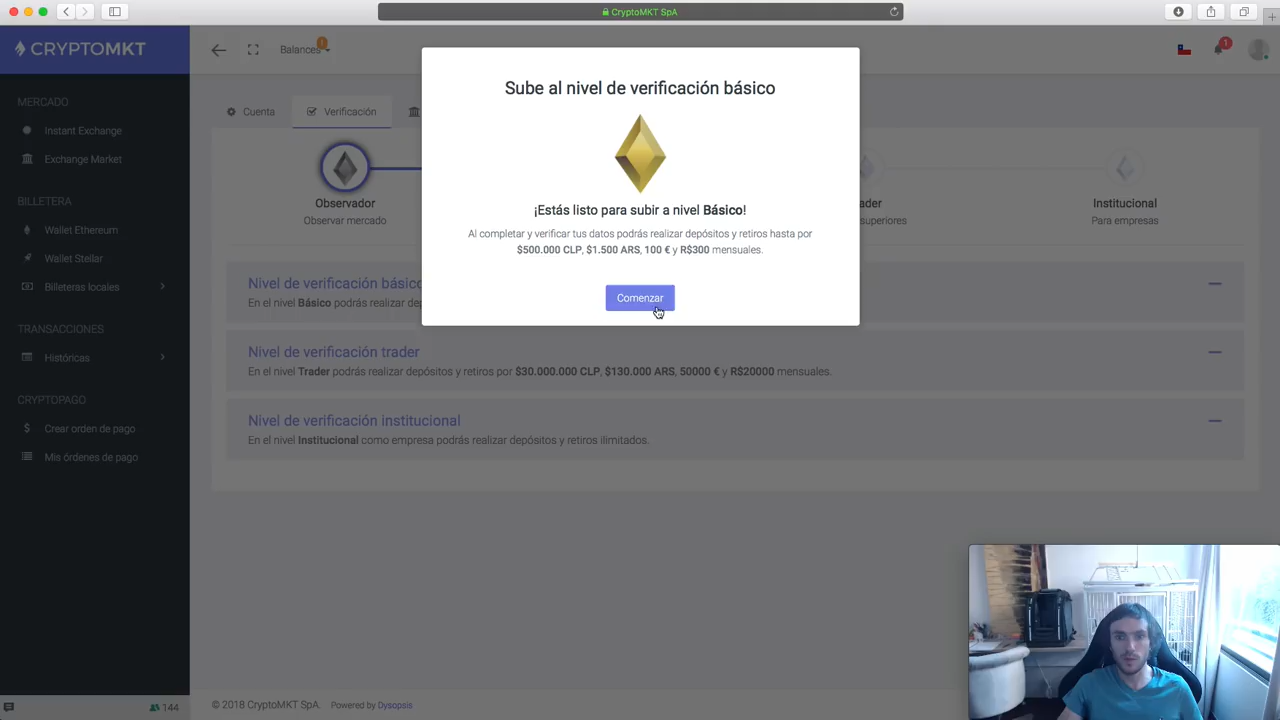 CryptoMKT SpA
CRYPTOMKT
Balances
1
MERCADO
Instant Exchange
Exchange Market
BILLETERA
Wallet Ethereum
Wallet Stellar
Billeteras locales
TRANSACCIONES
Históricas
CRYPTOPAGO
Crear orden de pago
Mis órdenes de pago
144
Cuenta
Verificación
Observador
Observar mercado
Institucional
Para empresas
Sube al nivel de verificación básico
¡Estás listo para subir a nivel Básico!
Al completar y verificar tus datos podrás realizar depósitos y retiros hasta por
$500.000 CLP, $1.500 ARS, 100 € y R$300 mensuales.
Comenzar
Nivel de verificación básico
En el nivel Básico podrás realizar
Nivel de verificación trader
En el nivel Trader podrás realizar depósitos y retiros por $30.000.000 CLP, $130.000 ARS, 50000 € y R$20000 mensuales.
Nivel de verificación institucional
En el nivel Institucional como empresa podrás realizar depósitos y retiros ilimitados.
© 2018 CryptoMKT SpA. Powered by Dysopsis